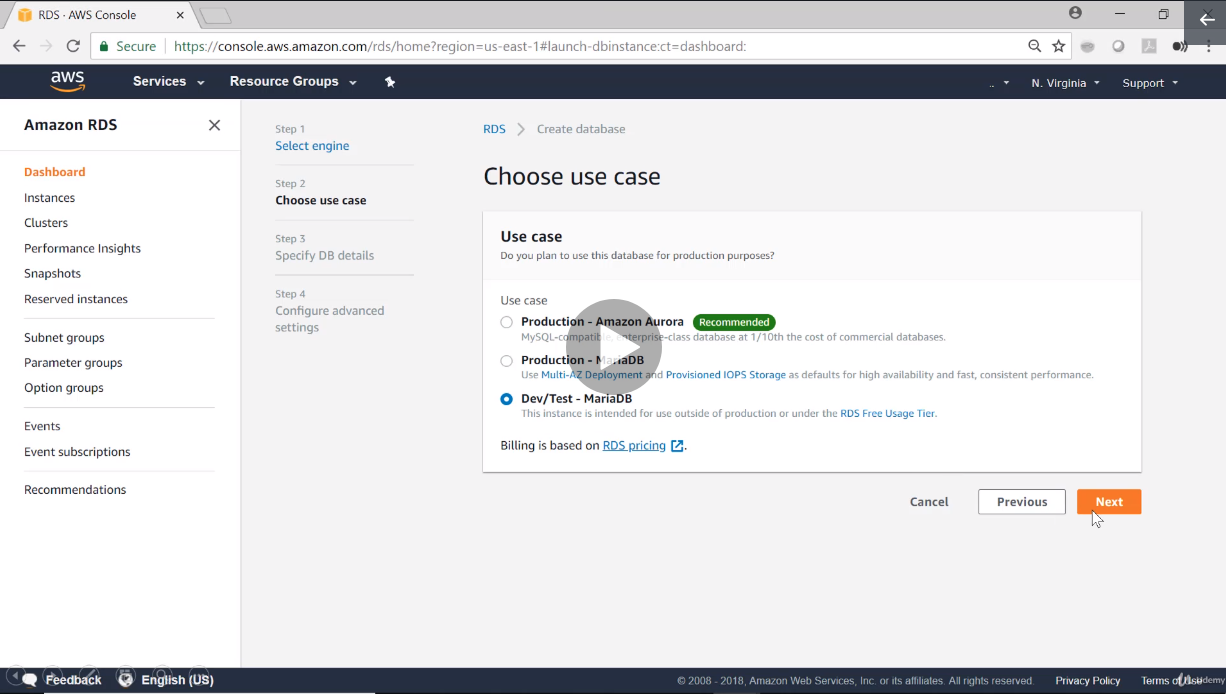 RDS · AWS Console
Secure
https://console.aws.amazon.com/rds/home?region=us-east-1#launch-dbinstance:ct=dashboard:
aws
Services
Resource Groups
..
N. Virginia
Support
Amazon RDS
Dashboard
Instances
Clusters
Performance Insights
Snapshots
Reserved instances
Subnet groups
Parameter groups
Option groups
Events
Event subscriptions
Recommendations
Step 1
Select engine
Step 2
Choose use case
Step 3
Specify DB details
Step 4
Configure advanced
settings
RDS
Create database
Choose use case
Use case
Do you plan to use this database for production purposes?
Use case
Production - Amazon Aurora Recommended
MySQL-compatible, enterprise-class database at 1/10th the cost of commercial databases.
Production - MariaDB
Use Multi-AZ Deployment and Provisioned IOPS Storage as defaults for high availability and fast, consistent performance.
Dev/Test - MariaDB
This instance is intended for use outside of production or under the RDS Free Usage Tier.
Billing is based on RDS pricing .
Cancel
Previous
Next
Feedback
English (US)
© 2008 - 2018, Amazon Web Services, Inc. or its affiliates. All rights reserved.
Privacy Policy
Terms of Use
Udemy